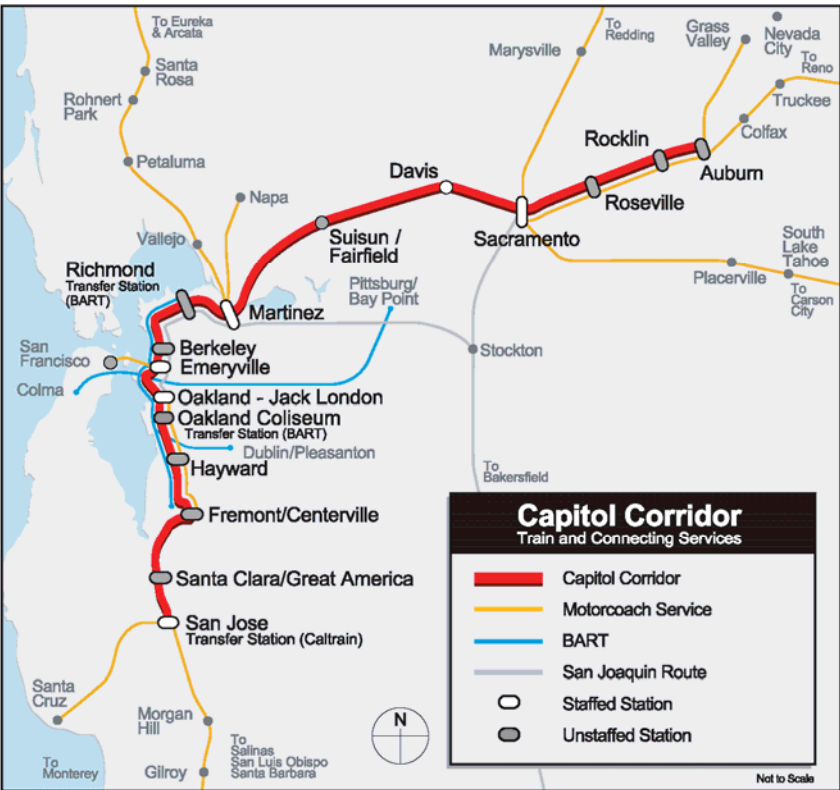 To Eureka
& Arcata
Santa
Rosa
Rohnert
Park
Petaluma
Napa
Vallejo
Marysville
To
Redding
Grass
Valley
Nevada
City
To
Reno
Truckee
Colfax
Rocklin
Auburn
Roseville
Davis
Sacramento
Suisun /
Fairfield
South
Lake
Tahoe
Placerville
To
Carson
City
Richmond
Transfer Station
(BART)
Martinez
Pittsburg/
Bay Point
Stockton
Berkeley
Emeryville
San
Francisco
Colma
Oakland - Jack London
Oakland Coliseum
Transfer Station (BART)
Dublin/Pleasanton
Hayward
To
Bakersfield
Fremont/Centerville
Santa Clara/Great America
San Jose
Transfer Station (Caltrain)
Santa
Cruz
Morgan
Hill
To
Monterey
Gilroy
To
Salinas
San Luis Obispo
Santa Barbara
N
Capitol Corridor
Train and Connecting Services
Capitol Corridor
Motorcoach Service
BART
San Joaquin Route
Staffed Station
Unstaffed Station
Not to Scale